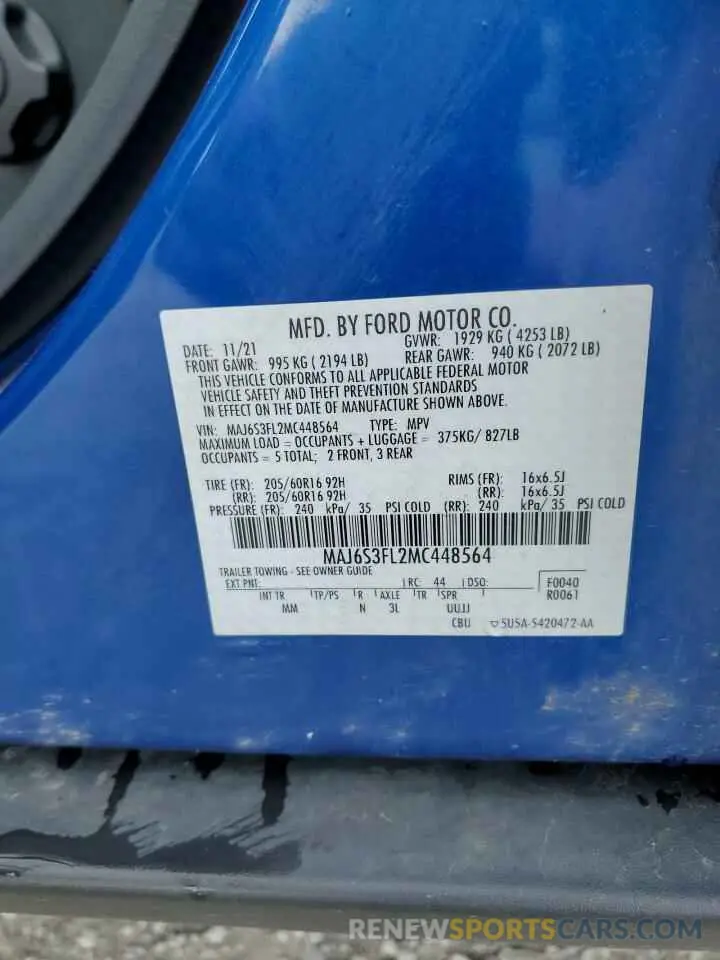 MFD. BY FORD MOTOR CO.
DATE: 11/21 GVWR: 1929 KG ( 4253 LB)
FRONT GAWR: 995 KG ( 2194 LB) REAR GAWR: 940 KG ( 2072 LB)
THIS VEHICLE CONFORMS TO ALL APPLICABLE FEDERAL MOTOR
VEHICLE SAFETY AND THEFT PREVENTION STANDARDS
IN EFFECT ON THE DATE OF MANUFACTURE SHOWN ABOVE.
VIN: MAJ6S3FL2MC448564 TYPE: MPV
MAXIMUM LOAD = OCCUPANTS + LUGGAGE = 375KG/ 827LB
OCCUPANTS = 5 TOTAL; 2 FRONT, 3 REAR
TIRE (FR): 205/60R16 92H RIMS (FR): 16x6.5J
(RR): 205/60R16 92H (RR): 16x6.5J
PRESSURE (FR): 240 kPa/ 35 PSI COLD (RR): 240 kPa/ 35 PSI COLD
MAJ6S3FL2MC448564
TRAILER TOWING - SEE OWNER GUIDE
EXT PNT: RC: 44 DSO: F0040
INT TR TP/PS R AXLE TR SPR R0061
MM N 3L UUJJ
CBU 5U5A-5420472-AA
RENEWSPORTSCARS.COM